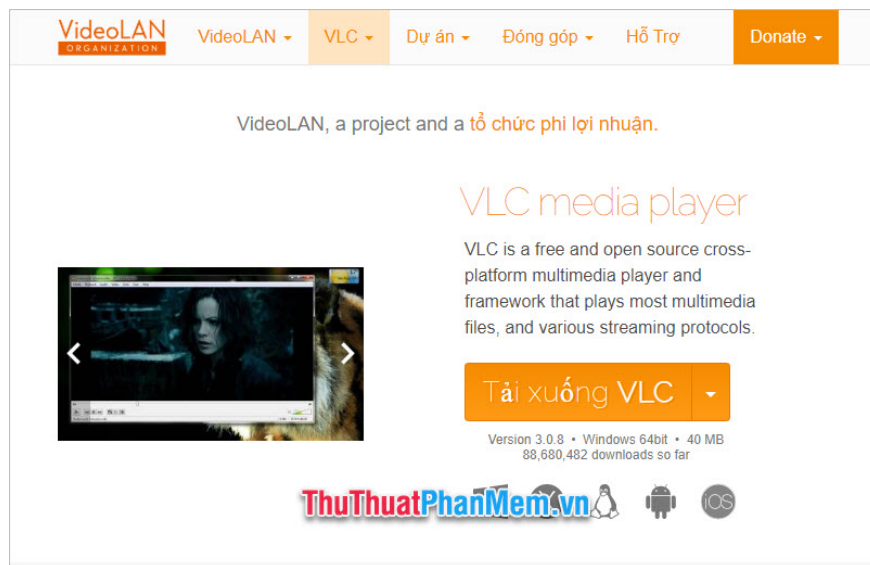 VideoLAN
ORGANIZATION
VideoLAN VLC Dự án Đóng góp Hỗ Trợ Donate
VideoLAN, a project and a tổ chức phi lợi nhuận.
VLC media player
VLC is a free and open source cross-
platform multimedia player and
framework that plays most multimedia
files, and various streaming protocols.
Tải xuống VLC
Version 3.0.8 • Windows 64bit • 40 MB
88,680,482 downloads so far
ThuThuatPhanMem.vn
iOS